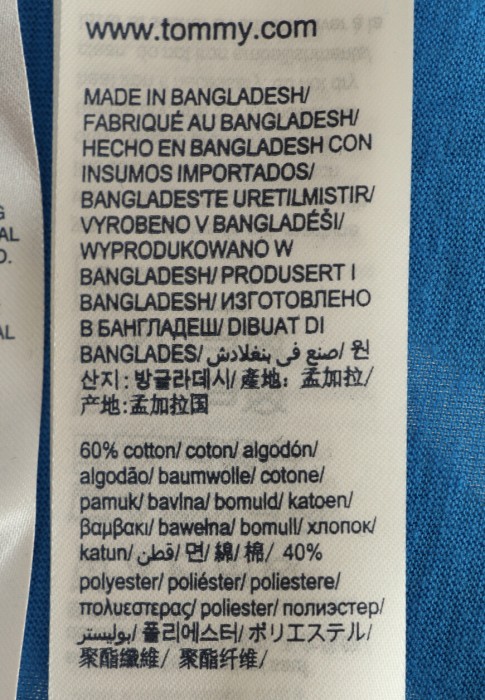 www.tommy.com
MADE IN BANGLADESH/
FABRIQUÉ AU BANGLADESH/
HECHO EN BANGLADESH CON
INSUMOS IMPORTADOS/
BANGLADES'TE URETILMISTIR/
VYROBENO V BANGLADÉŠI/
WYPRODUKOWANO W
BANGLADESH/ PRODUSERT I
BANGLADESH/ ИЗГОТОВЛЕНО
В БАНГЛАДЕШ/ DIBUAT DI
BANGLADES/ صنع في بنغلادش/ 원
산지: 방글라데시/ 產地: 孟加拉/
产地:孟加拉国
60% cotton/ coton/ algodón/
algodão/ baumwolle/ cotone/
pamuk/ bavlna/ bomuld/ katoen/
βαμβακι/ bawełna/ bomull/ хлопок/
katun/ قطن/ 면/ 綿/ 棉/ 40%
polyester/ poliéster/ poliestere/
πολυεστερας/ poliester/ полиэстер/
بوليستر/ 폴리에스터/ ポリエステル/
聚酯纖維/ 聚酯纤维/
G
AL
D.
AL